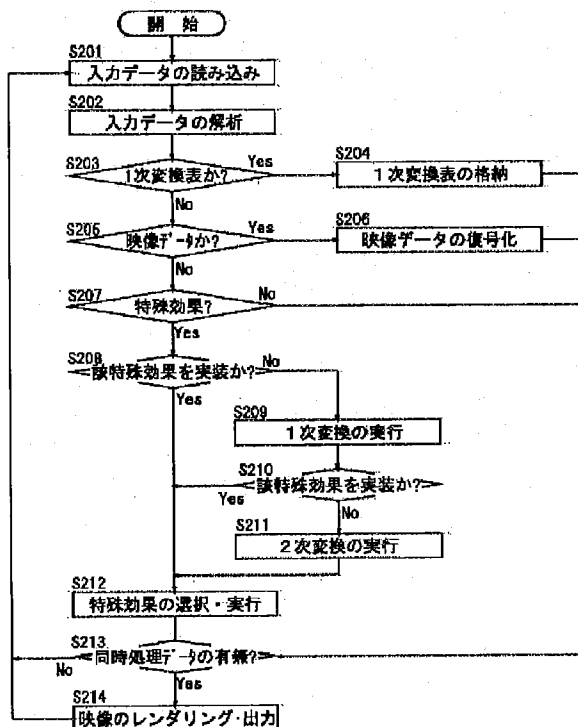 開始
S201
入力データの読み込み
S202
入力データの解析
S203
1次変換表か?
Yes
No
S204
1次変換表の格納
S205
映像データか?
Yes
No
S206
映像データの復号化
S207
特殊効果?
No
Yes
S208
該特殊効果を実装か?
No
Yes
S209
1次変換の実行
S210
該特殊効果を実装か?
Yes
No
S211
2次変換の実行
S212
特殊効果の選択・実行
S213
同時処理データの有無?
No
Yes
S214
映像のレンダリング・出力